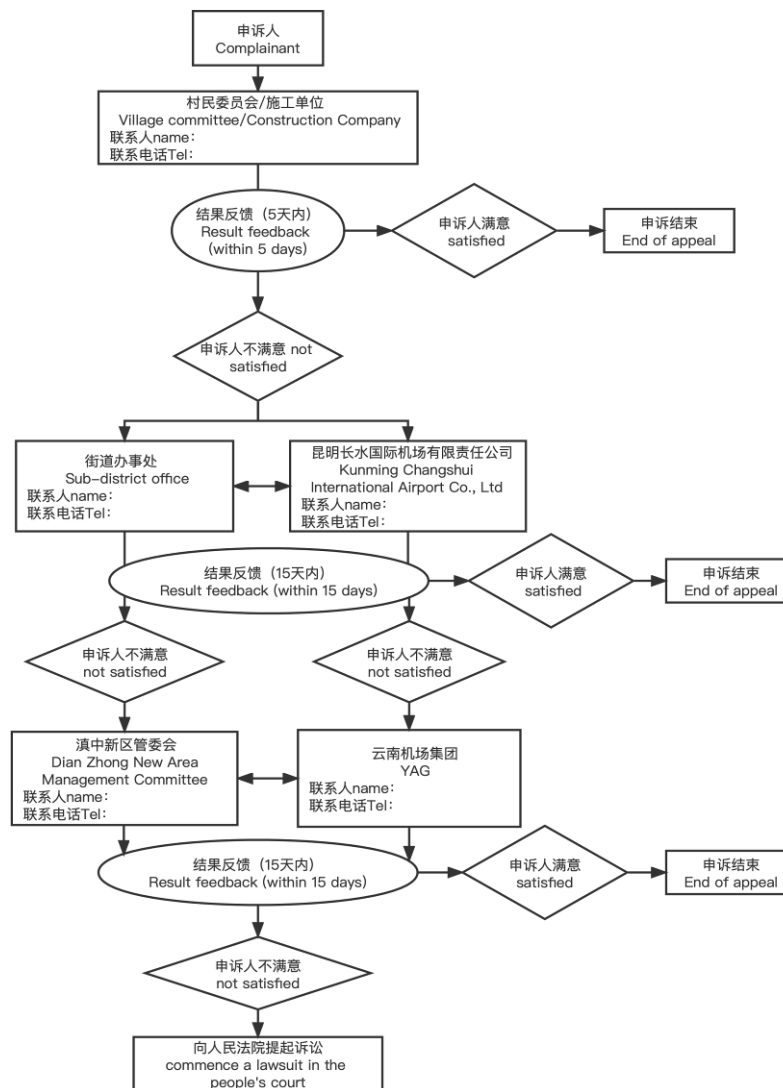 申诉人
Complainant
村民委员会/施工单位
Village committee/Construction Company
联系人name：
联系电话Tel：
结果反馈（5天内）
Result feedback
(within 5 days)
申诉人满意
satisfied
申诉结束
End of appeal
申诉人不满意 not
satisfied
街道办事处
Sub-district office
联系人name：
联系电话Tel：
昆明长水国际机场有限责任公司
Kunming Changshui
International Airport Co., Ltd
联系人name：
联系电话Tel：
结果反馈（15天内）
Result feedback (within 15 days)
申诉人满意
satisfied
申诉结束
End of appeal
申诉人不满意
not satisfied
申诉人不满意
not satisfied
滇中新区管委会
Dian Zhong New Area
Management Committee
联系人name：
联系电话Tel：
云南机场集团
YAG
联系人name：
联系电话Tel：
结果反馈（15天内）
Result feedback (within 15 days)
申诉人满意
satisfied
申诉结束
End of appeal
申诉人不满意
not satisfied
向人民法院提起诉讼
commence a lawsuit in the
people's court